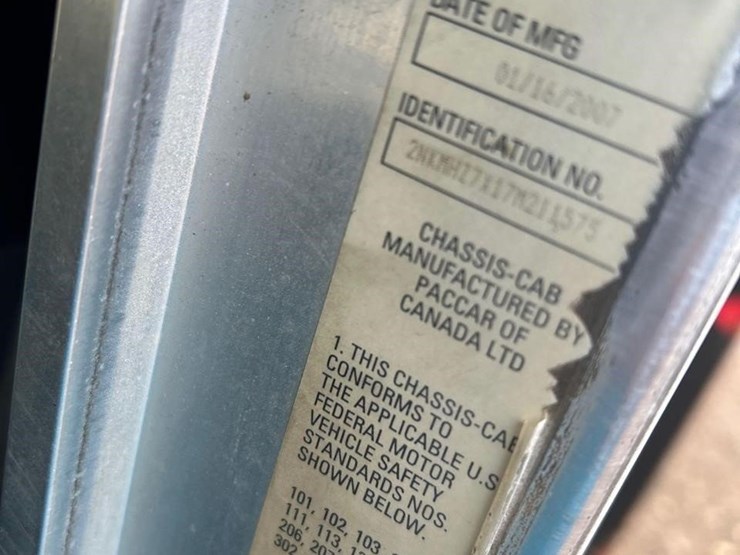 DATE OF MFG
01/16/2007
IDENTIFICATION NO.
CHASSIS-CAB
MANUFACTURED BY
PACCAR OF
CANADA LTD
1. THIS CHASSIS-CAB
CONFORMS TO
THE APPLICABLE U.S
FEDERAL MOTOR
VEHICLE SAFETY
STANDARDS NOS.
SHOWN BELOW.
101, 102, 103
111, 113,
206, 207
302